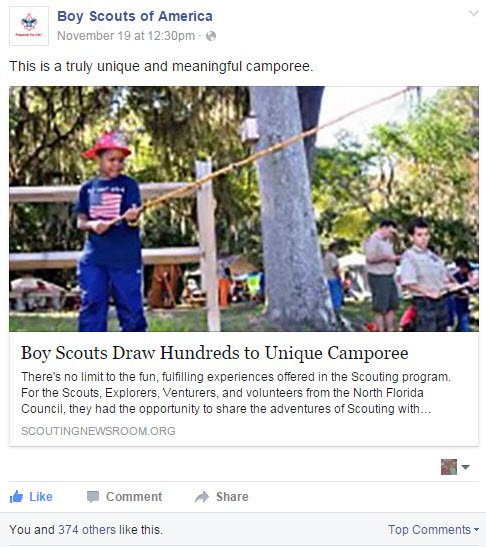 Boy Scouts of America
November 19 at 12:30pm ·
This is a truly unique and meaningful camporee.
Boy Scouts Draw Hundreds to Unique Camporee
There's no limit to the fun, fulfilling experiences offered in the Scouting program.
For the Scouts, Explorers, Venturers, and volunteers from the North Florida
Council, they had the opportunity to share the adventures of Scouting with...
SCOUTINGNEWSROOM.ORG
Like Comment Share
You and 374 others like this. Top Comments